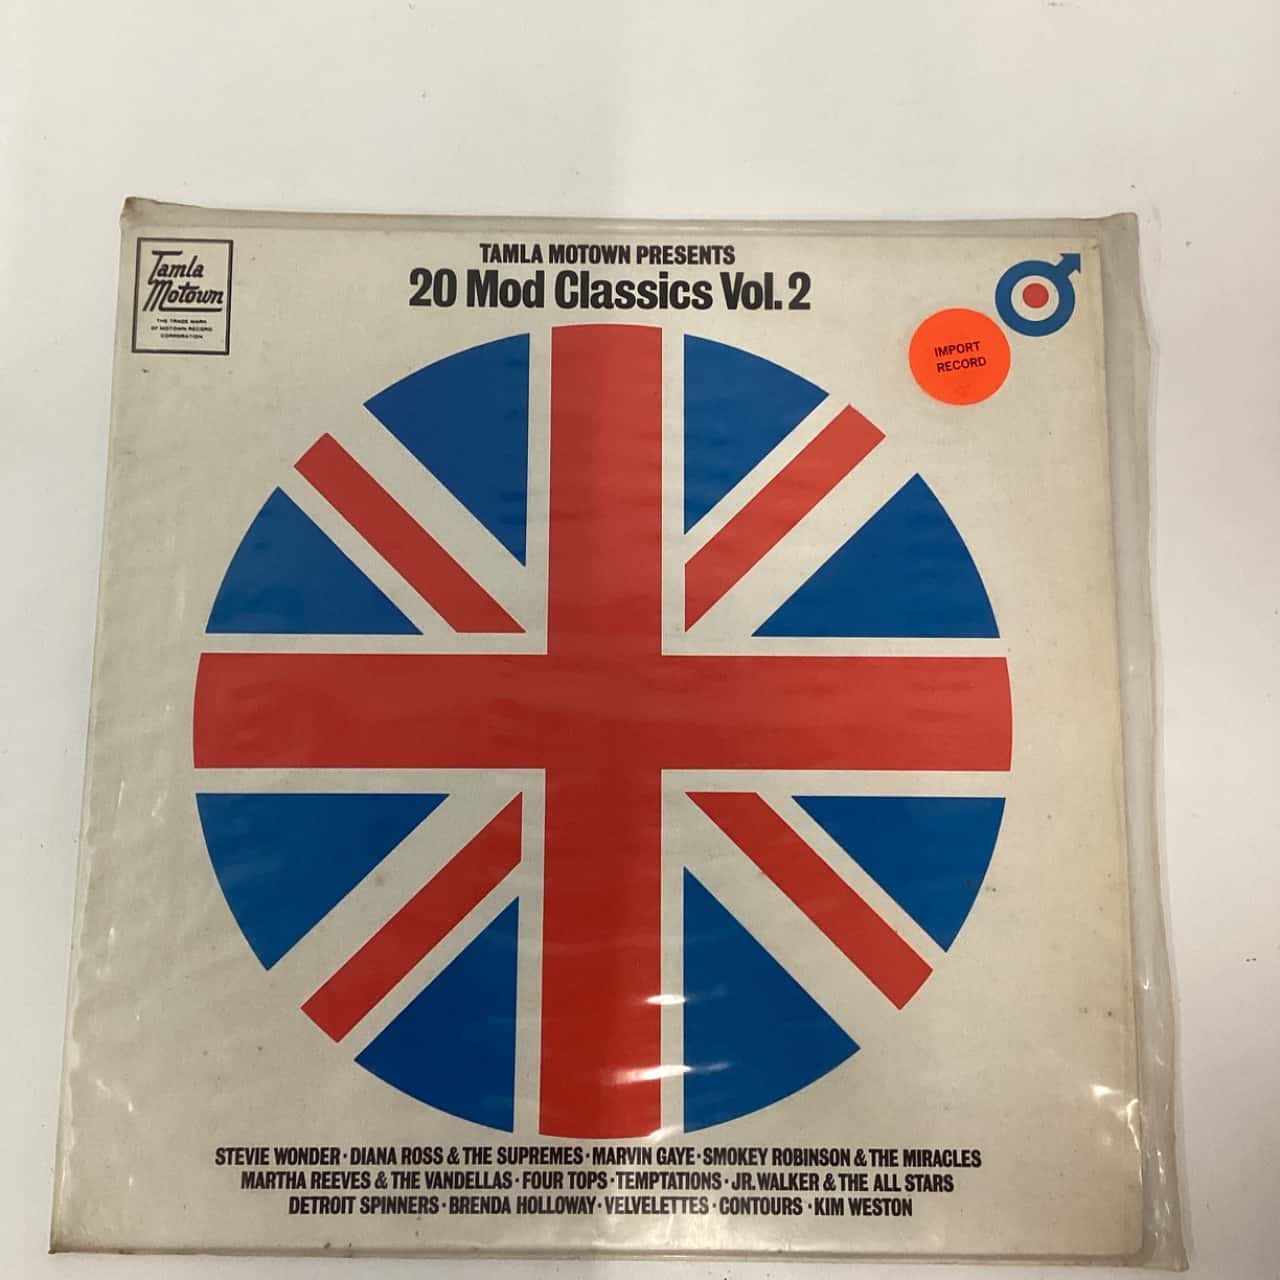 TAMLA MOTOWN PRESENTS
20 Mod Classics Vol. 2
Tamla
Motown
THE TRADE MARK
OF MOTOWN RECORD
CORPORATION
IMPORT
RECORD
STEVIE WONDER · DIANA ROSS & THE SUPREMES · MARVIN GAYE · SMOKEY ROBINSON & THE MIRACLES
MARTHA REEVES & THE VANDELLAS · FOUR TOPS · TEMPTATIONS · JR. WALKER & THE ALL STARS
DETROIT SPINNERS · BRENDA HOLLOWAY · VELVELETTES · CONTOURS · KIM WESTON